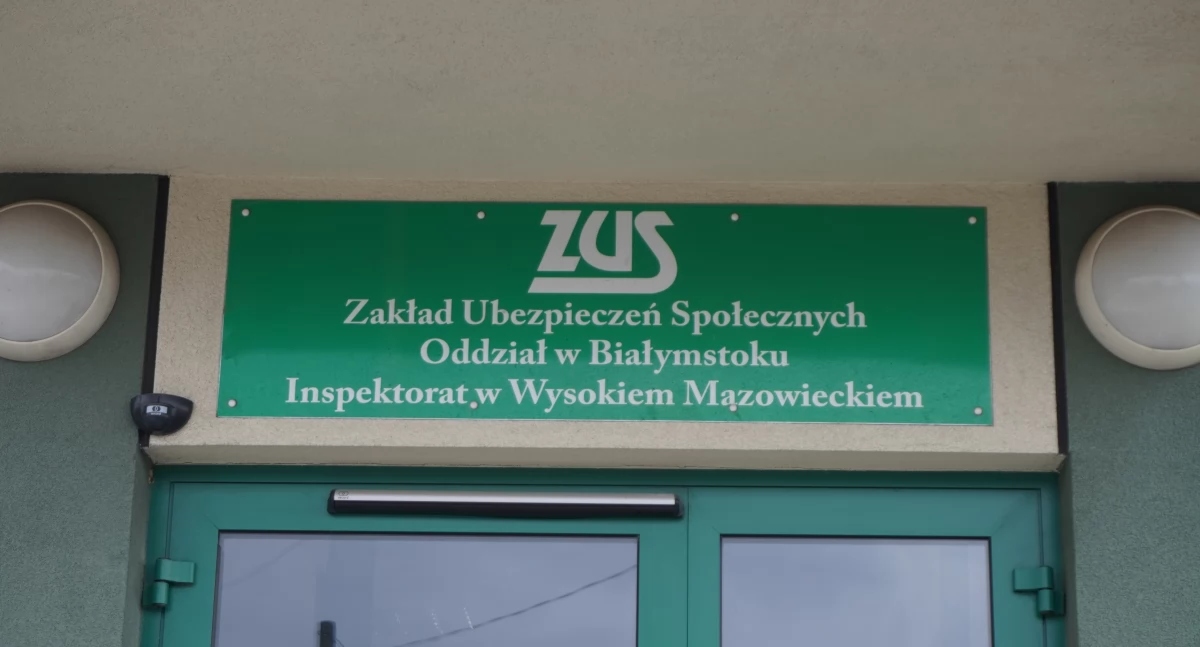 ZUS
Zakład Ubezpieczeń Społecznych
Oddział w Białymstoku
Inspektorat w Wysokiem Mazowieckiem